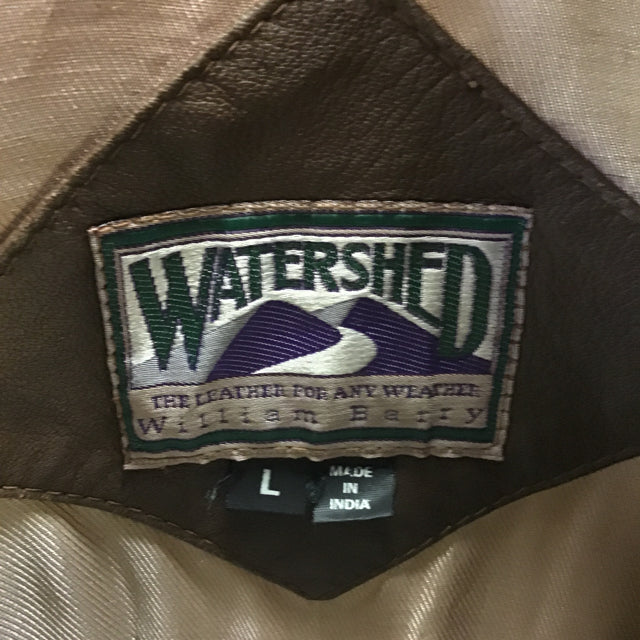 WATERSHED
THE LEATHER FOR ANY WEATHER
William Barry
L
MADE
IN
INDIA